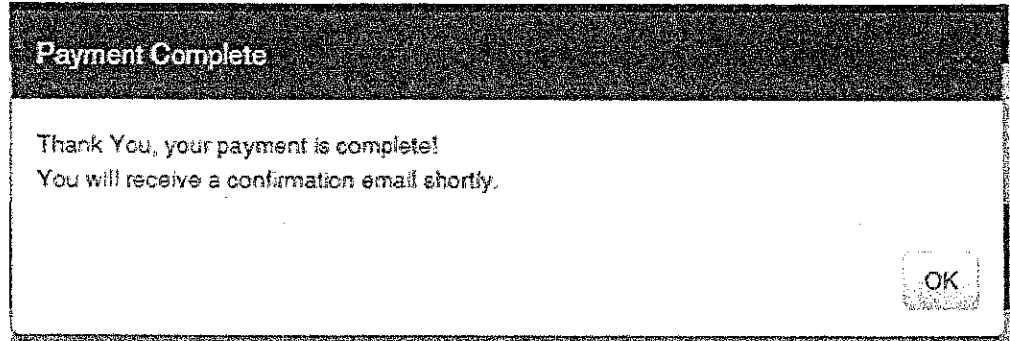 Payment Complete
Thank You, your payment is complete!
You will receive a confirmation email shortly.
OK